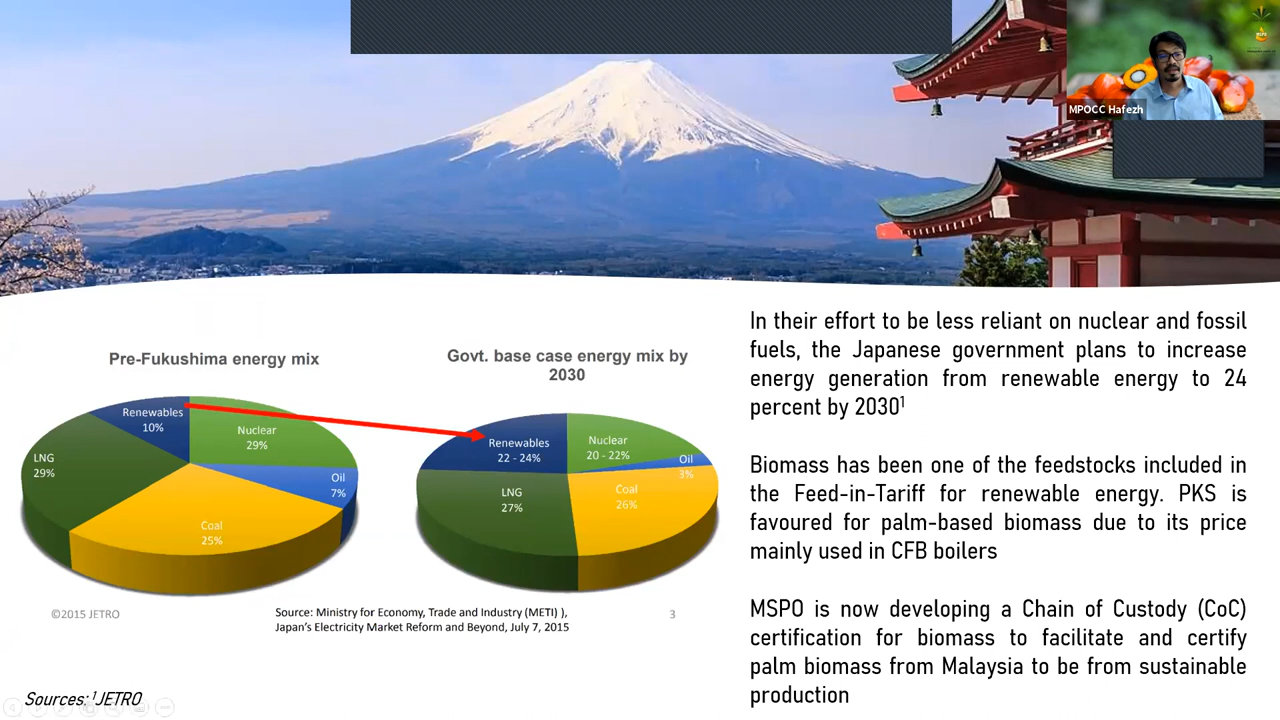 MPOCC Hafezh
Pre-Fukushima energy mix
Renewables
10%
Nuclear
29%
LNG
29%
Oil
7%
Coal
25%
Govt. base case energy mix by
2030
Renewables
22 - 24%
Nuclear
20 - 22%
Oil
3%
LNG
27%
Coal
26%
©2015 JETRO
Source: Ministry for Economy, Trade and Industry (METI) ),
Japan's Electricity Market Reform and Beyond, July 7, 2015
3
Sources: ¹JETRO
In their effort to be less reliant on nuclear and fossil
fuels, the Japanese government plans to increase
energy generation from renewable energy to 24
percent by 2030¹
Biomass has been one of the feedstocks included in
the Feed-in-Tariff for renewable energy. PKS is
favoured for palm-based biomass due to its price
mainly used in CFB boilers
MSPO is now developing a Chain of Custody (CoC)
certification for biomass to facilitate and certify
palm biomass from Malaysia to be from sustainable
production